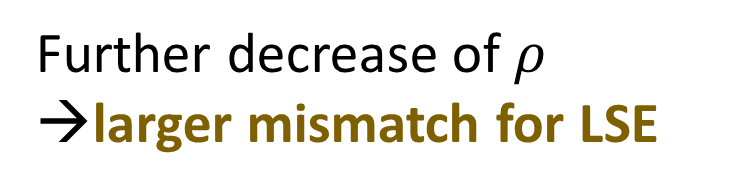 Further decrease of 𝜌
→larger mismatch for LSE